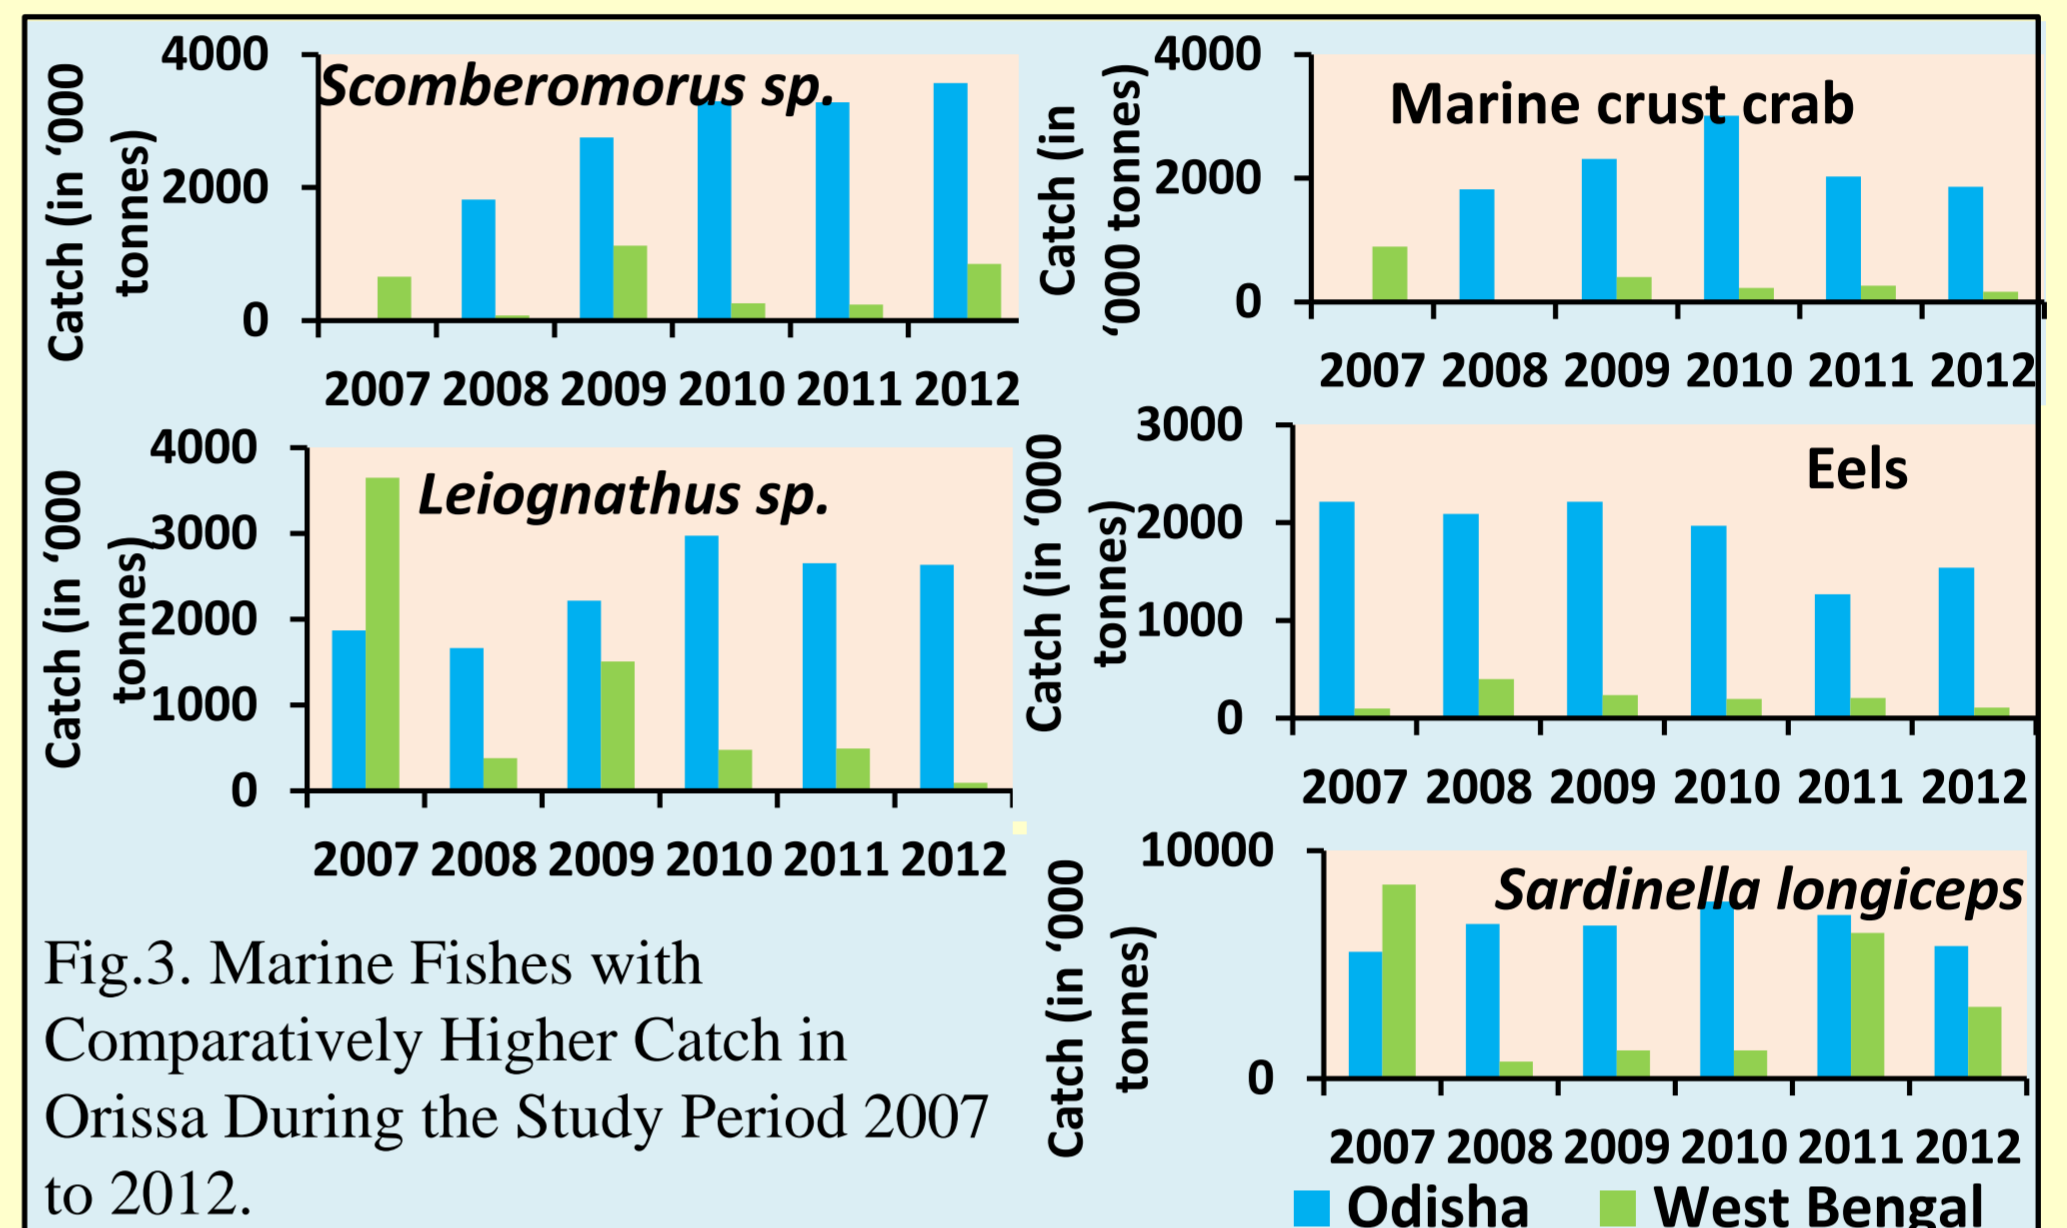 Scomberomorus sp.
Catch (in ‘000
tonnes)
4000
2000
0
2007 2008 2009 2010 2011 2012
Marine crust crab
Catch (in
‘000 tonnes)
4000
2000
0
2007 2008 2009 2010 2011 2012
Leiognathus sp.
Catch (in ‘000
tonnes)
4000
3000
2000
1000
0
2007 2008 2009 2010 2011 2012
Eels
Catch (in ‘000
tonnes)
3000
2000
1000
0
2007 2008 2009 2010 2011 2012
Sardinella longiceps
Catch (in ‘000
tonnes)
10000
0
2007 2008 2009 2010 2011 2012
Odisha West Bengal
Fig.3. Marine Fishes with
Comparatively Higher Catch in
Orissa During the Study Period 2007
to 2012.